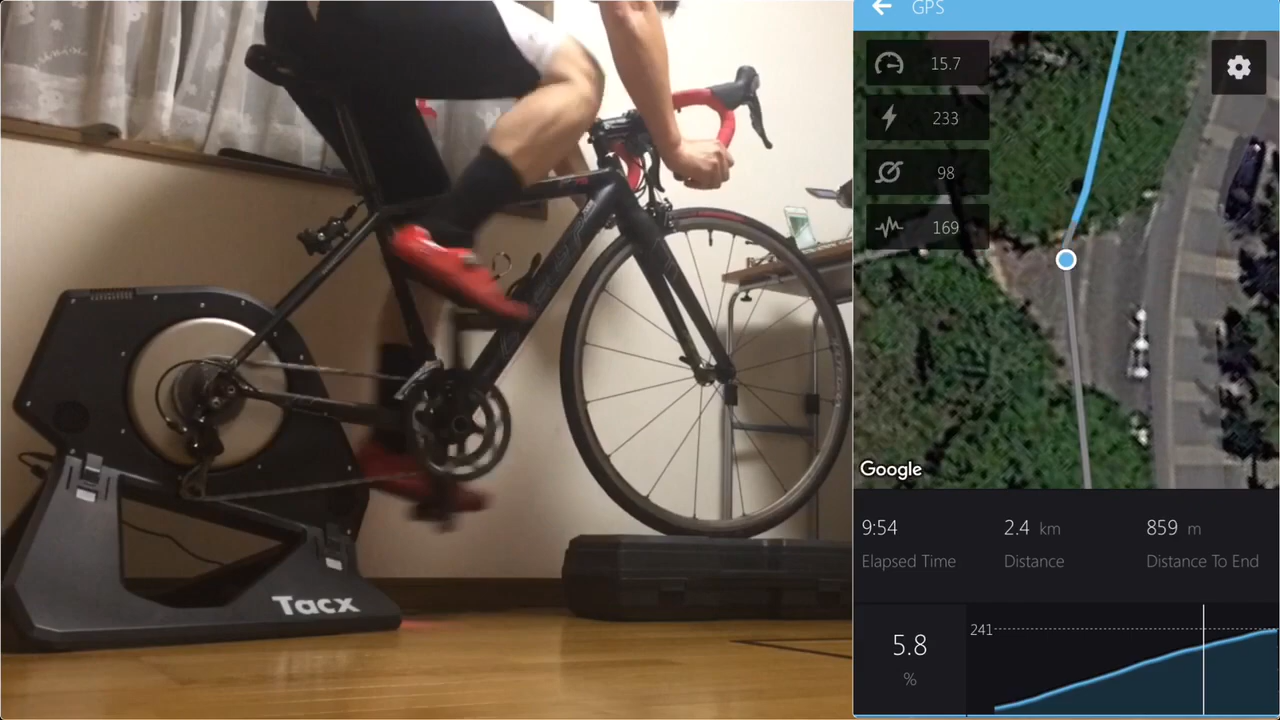 GPS
15.7
233
98
169
Google
9:54
2.4 km
859 m
Elapsed Time
Distance
Distance To End
241
5.8
%
Tacx